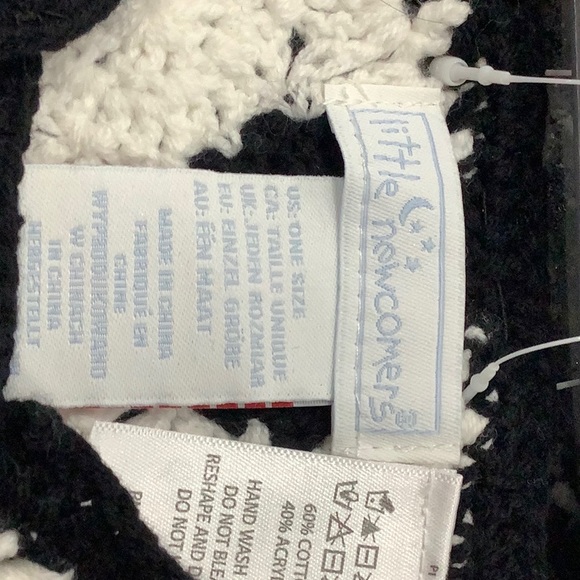 little newcomers
US: ONE SIZE
CA: TAILLE UNIQUE
UK: JEDEN ROZMIAR
EU: EINZEL GRÖBE
AU: ÉÉN MAAT
MADE IN CHINA
FABRIQUÉ EN
CHINE
WYPRODUKOWANO
W CHINACH
IN CHINA
HERGESTELLT
60% COTT
40% ACRYL
HAND WASH
DO NOT BLE
RESHAPE AND
DO NOT